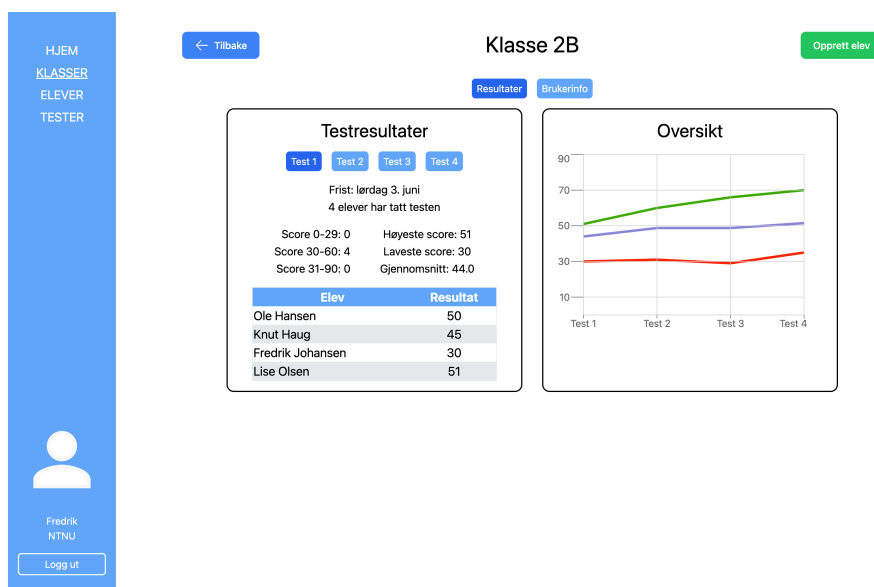 HJEM
KLASSER
ELEVER
TESTER
Fredrik
NTNU
Logg ut
Tilbake
Klasse 2B
Opprett elev
Resultater Brukerinfo
Testresultater
Test 1 Test 2 Test 3 Test 4
Frist: lørdag 3. juni
4 elever har tatt testen
Score 0-29: 0 Høyeste score: 51
Score 30-60: 4 Laveste score: 30
Score 31-90: 0 Gjennomsnitt: 44.0
Elev Resultat
Ole Hansen 50
Knut Haug 45
Fredrik Johansen 30
Lise Olsen 51
Oversikt
90
70
50
30
10
Test 1 Test 2 Test 3 Test 4